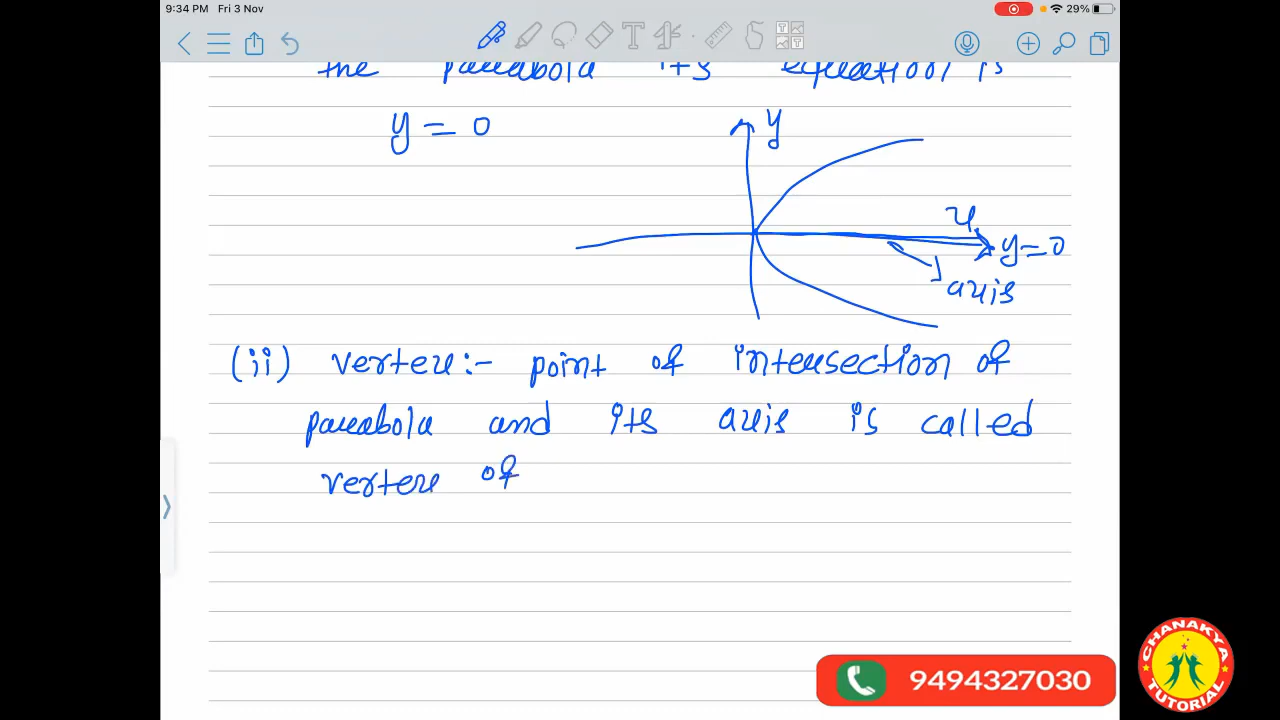 9:34 PM Fri 3 Nov
29%
the parabola its equation is
y = 0
y
x
y=0
axis
(ii) vertex:- point of intersection of
parabola and its axis is called
vertex of
9494327030
CHANAKYA
TUTORIAL